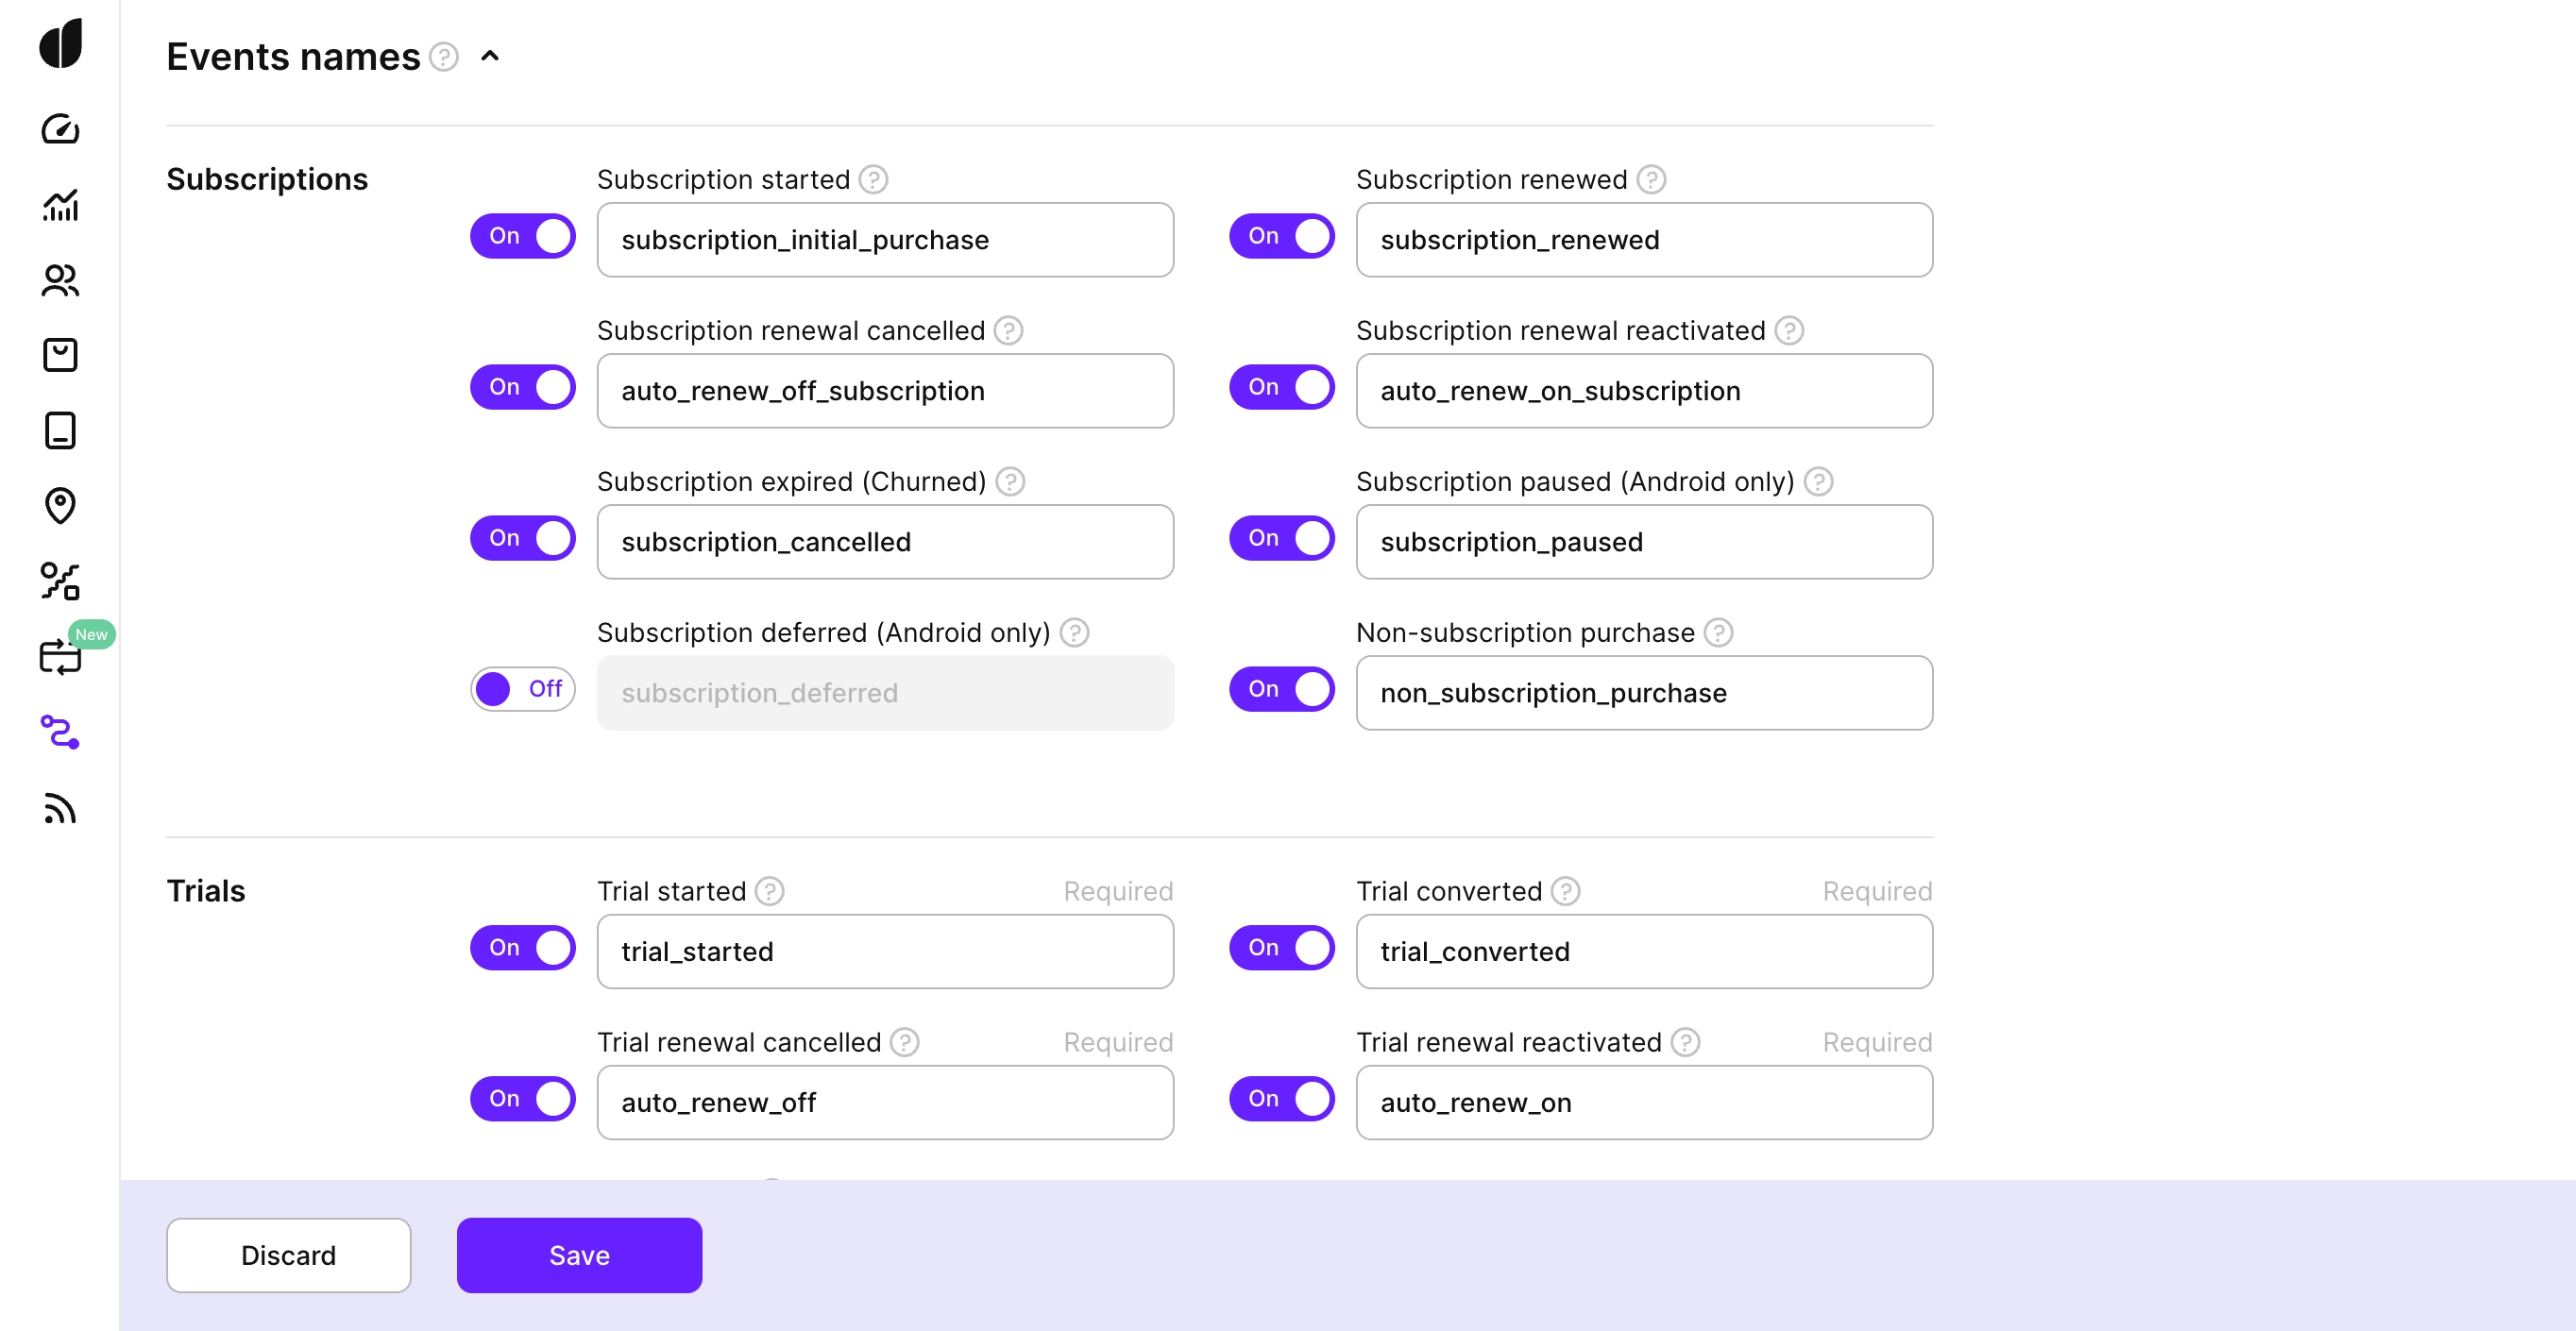 Events names
Subscriptions
Subscription started
Subscription renewed
On
subscription_initial_purchase
On
subscription_renewed
Subscription renewal cancelled
Subscription renewal reactivated
On
auto_renew_off_subscription
On
auto_renew_on_subscription
Subscription expired (Churned)
Subscription paused (Android only)
On
subscription_cancelled
On
subscription_paused
Subscription deferred (Android only)
Non-subscription purchase
Off
subscription_deferred
On
non_subscription_purchase
New
Trials
Trial started
Required
Trial converted
Required
On
trial_started
On
trial_converted
Trial renewal cancelled
Required
Trial renewal reactivated
Required
On
auto_renew_off
On
auto_renew_on
Discard
Save